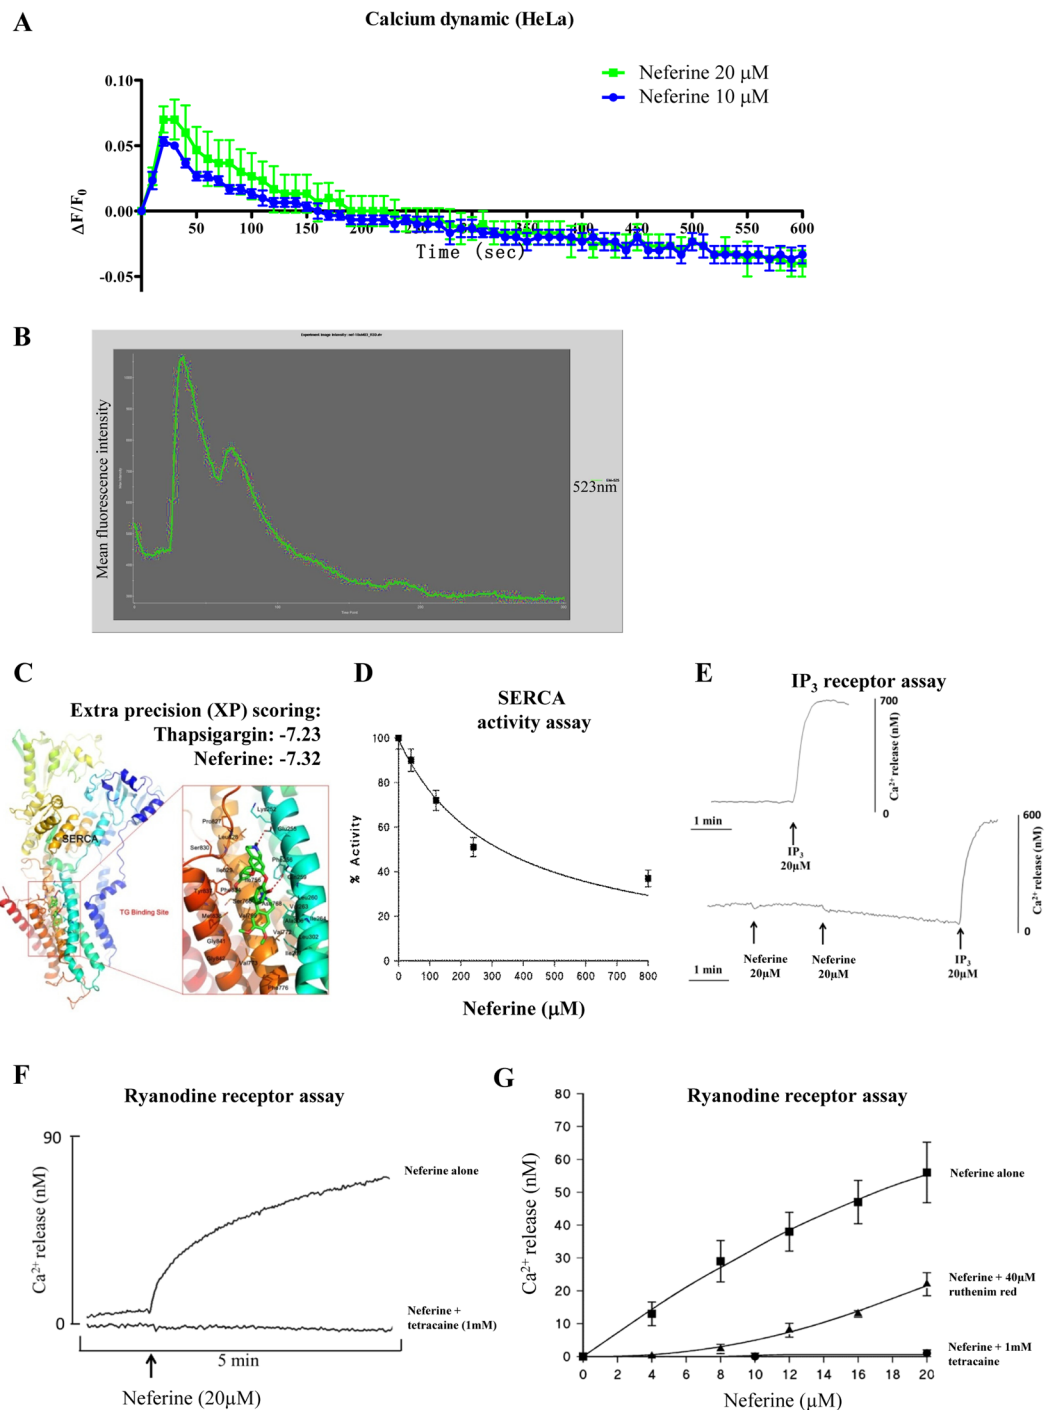 A
Calcium dynamic (HeLa)
Neferine 20 μM
Neferine 10 μM
0.10
0.05
0.00
-0.05
ΔF/F0
50
100
150
200
250
300
350
400
450
500
550
600
Time (sec)
B
Mean fluorescence intensity
523nm
C
Extra precision (XP) scoring:
Thapsigargin: -7.23
Neferine: -7.32
SERCA
TG Binding Site
Pro827
Ser830
Gly841
Val773
Phe776
D
SERCA
activity assay
% Activity
100
80
60
40
20
0
0
100
200
300
400
500
600
700
800
Neferine (μM)
E
IP3 receptor assay
700
Ca2+ release (nM)
0
1 min
IP3
20μM
600
Ca2+ release (nM)
0
1 min
Neferine
20μM
Neferine
20μM
IP3
20μM
F
Ryanodine receptor assay
90
Ca2+ release (nM)
0
Neferine alone
Neferine +
tetracaine (1mM)
5 min
Neferine (20μM)
G
Ryanodine receptor assay
80
70
60
50
40
30
20
10
0
Ca2+ release (nM)
0
4
8
10
12
16
20
Neferine (μM)
Neferine alone
Neferine + 40μM
ruthenim red
Neferine + 1mM
tetracaine